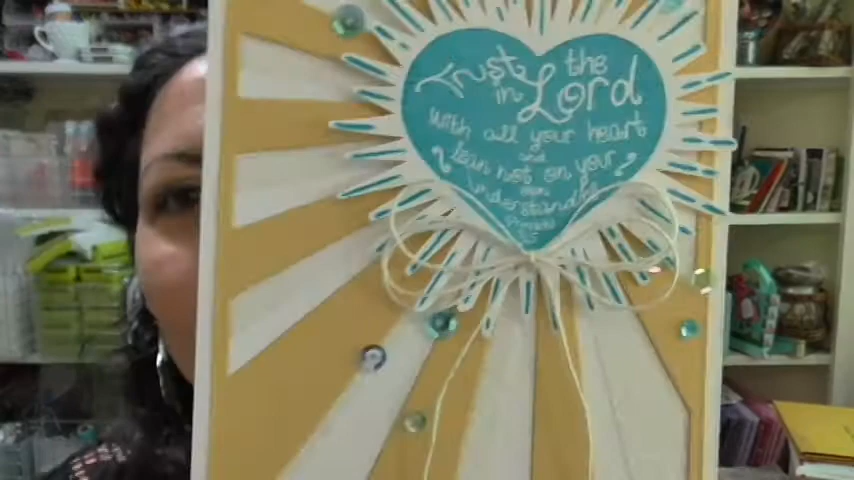 Trust the
in Lord
with all your heart
and
lean not on your
own
understanding